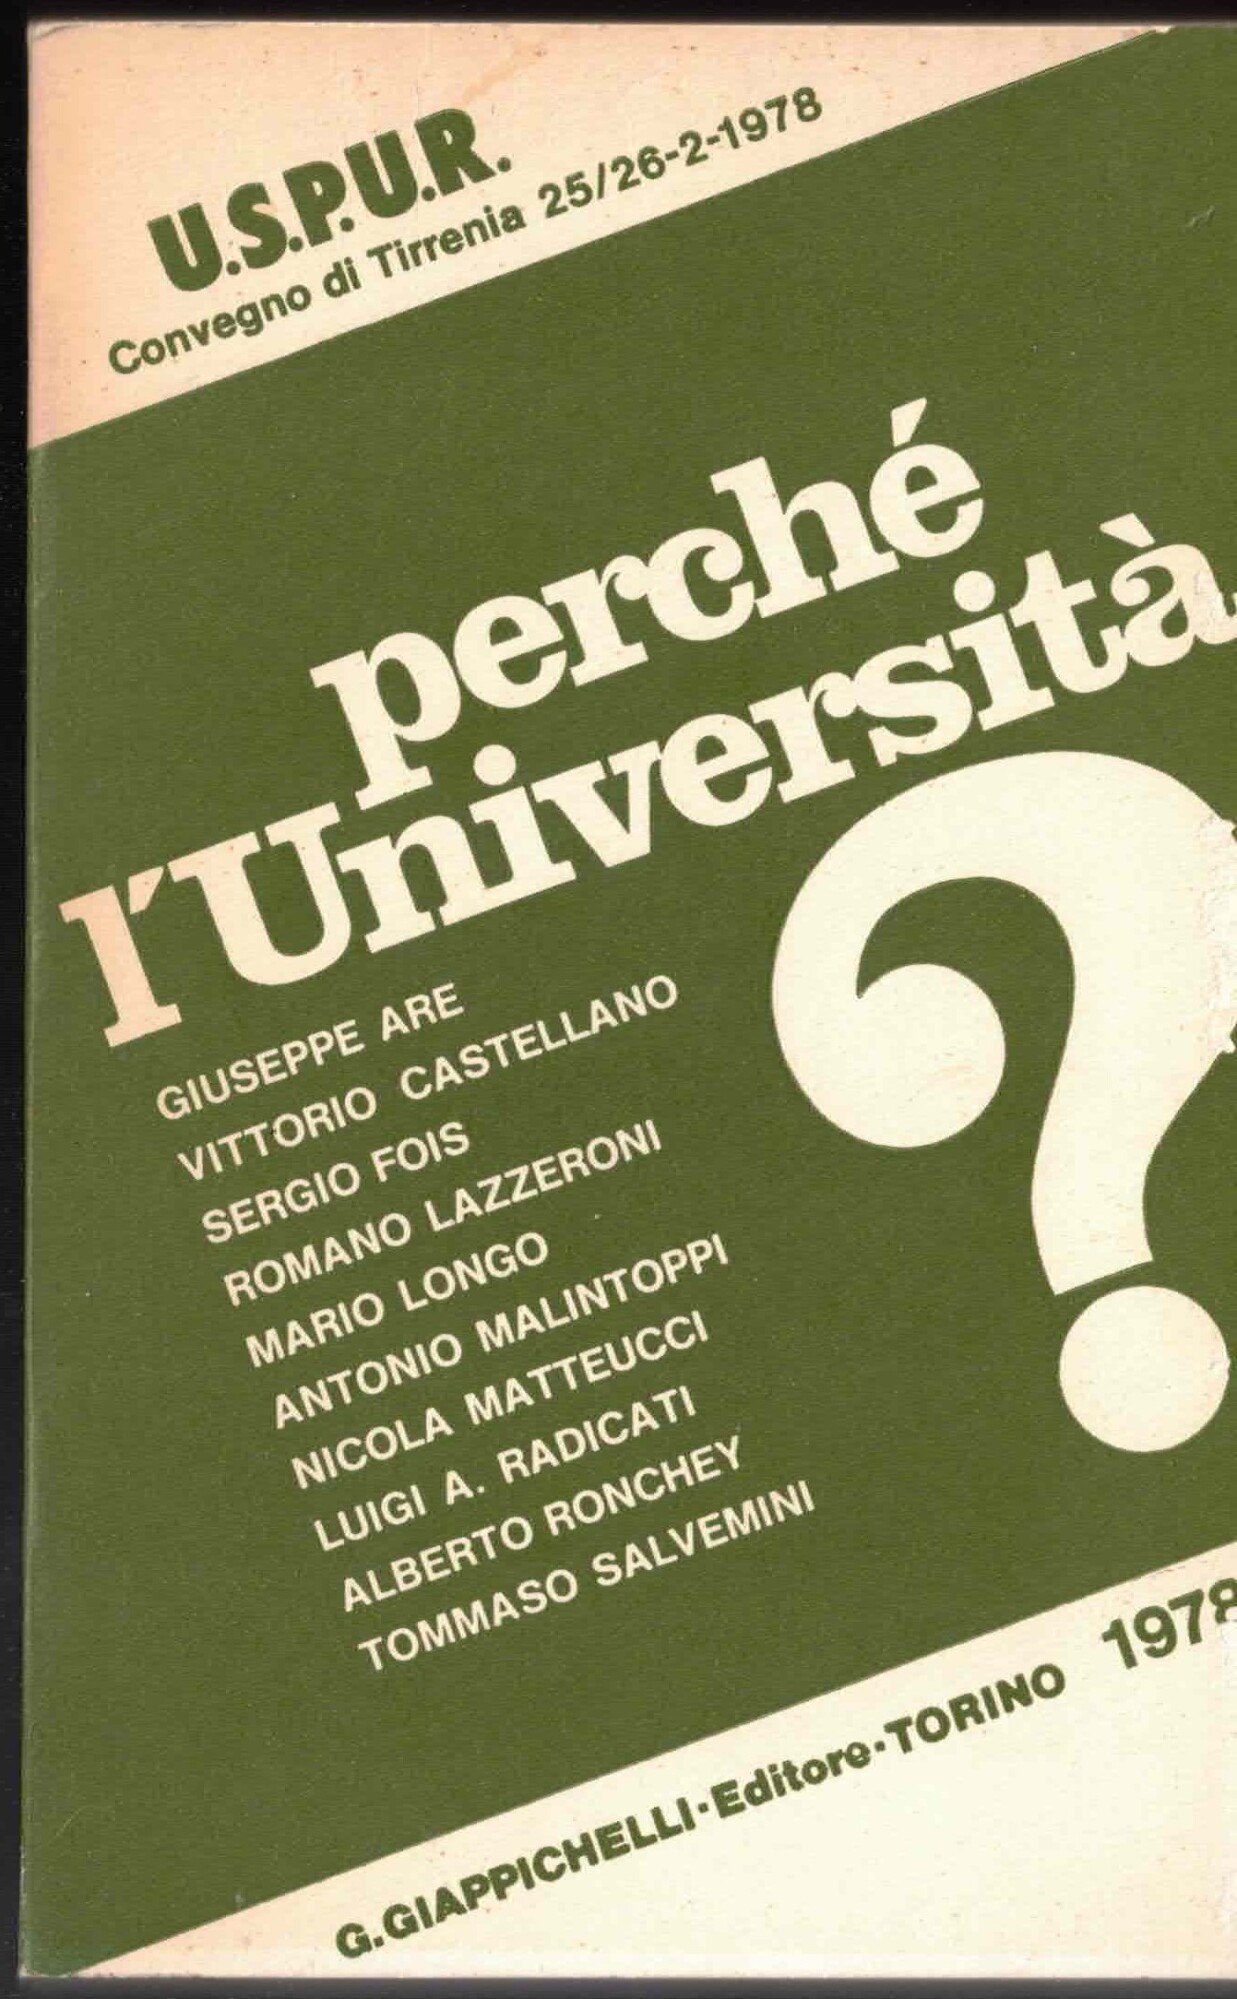 U.S.P.U.R.
Convegno di Tirrenia 25/26-2-1978
perché
l'Università
?
GIUSEPPE ARE
VITTORIO CASTELLANO
SERGIO FOIS
ROMANO LAZZERONI
MARIO LONGO
ANTONIO MALINTOPPI
NICOLA MATTEUCCI
LUIGI A. RADICATI
ALBERTO RONCHEY
TOMMASO SALVEMINI
G.GIAPPICHELLI·Editore·TORINO 1978